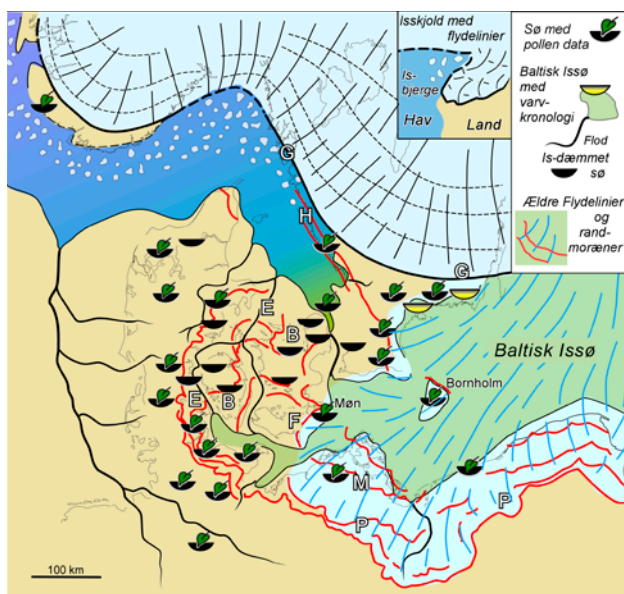 Isskjold med
flydelinier
Is-
bjerge
Hav
Land
Sø med
pollen data
Baltisk Issø
med
varv-
kronologi
Flod
Is-dæmmet
sø
Ældre Flydelinier
og
rand-
moræner
G
H
G
E
B
Baltisk Issø
Bornholm
E
B
Møn
F
M
P
P
100 km